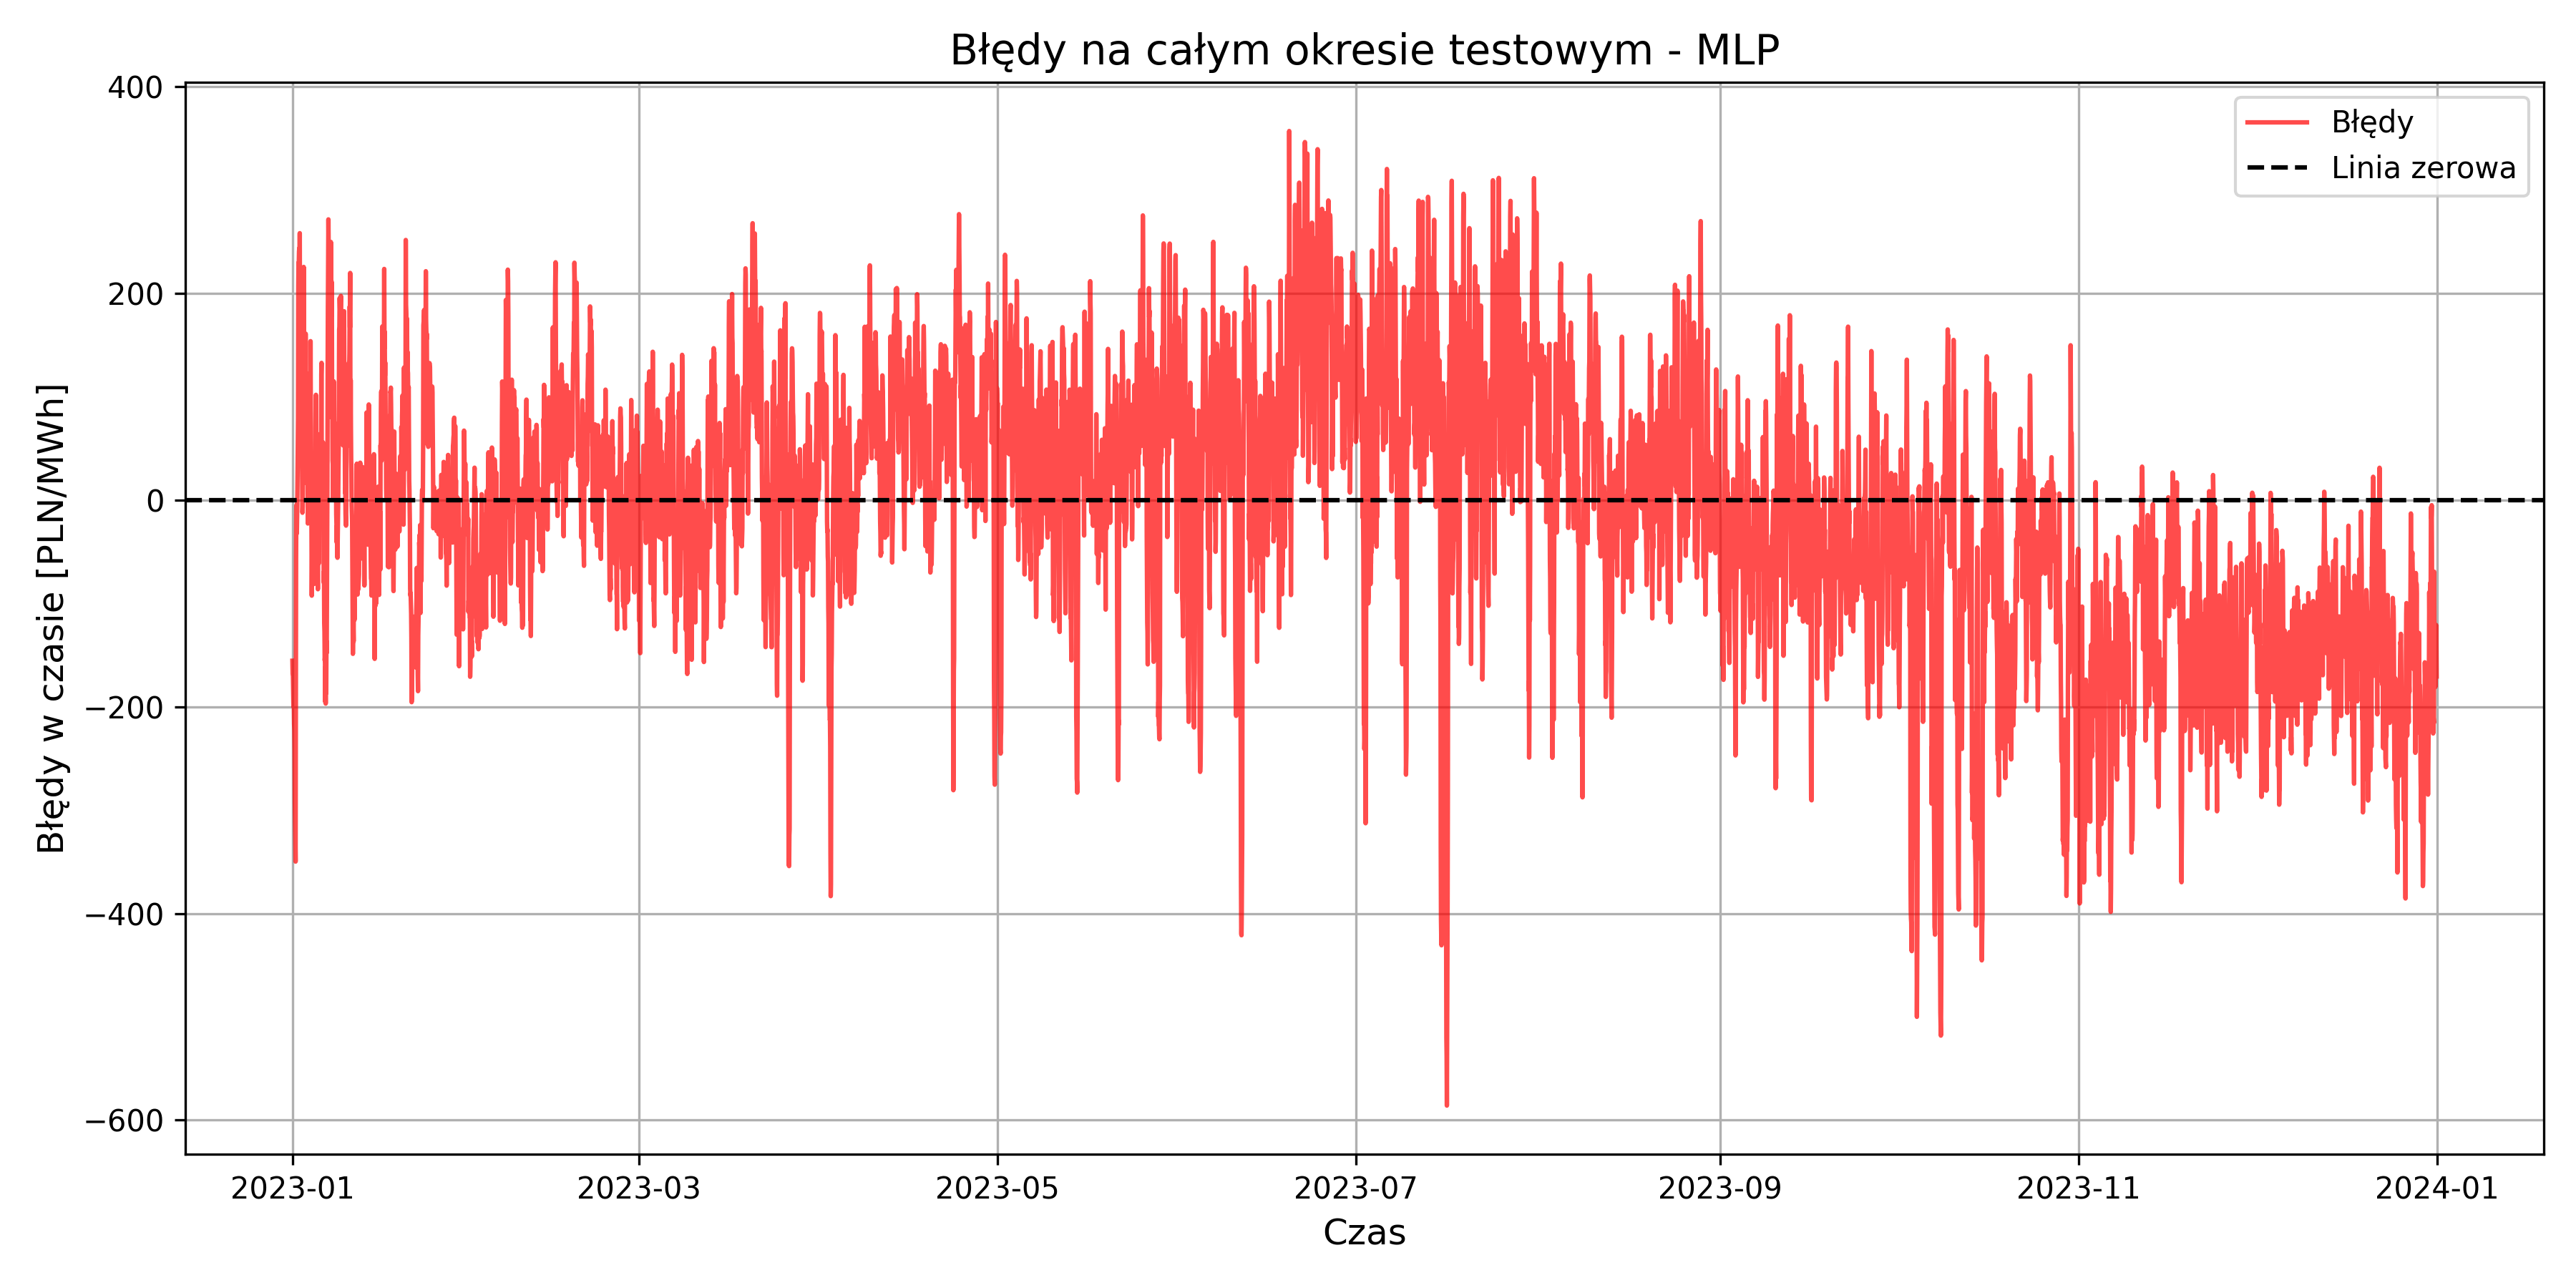 Błędy na całym okresie testowym - MLP
Błędy w czasie [PLN/MWh]
400
200
0
−200
−400
−600
Błędy
Linia zerowa
2023-01
2023-03
2023-05
2023-07
2023-09
2023-11
2024-01
Czas